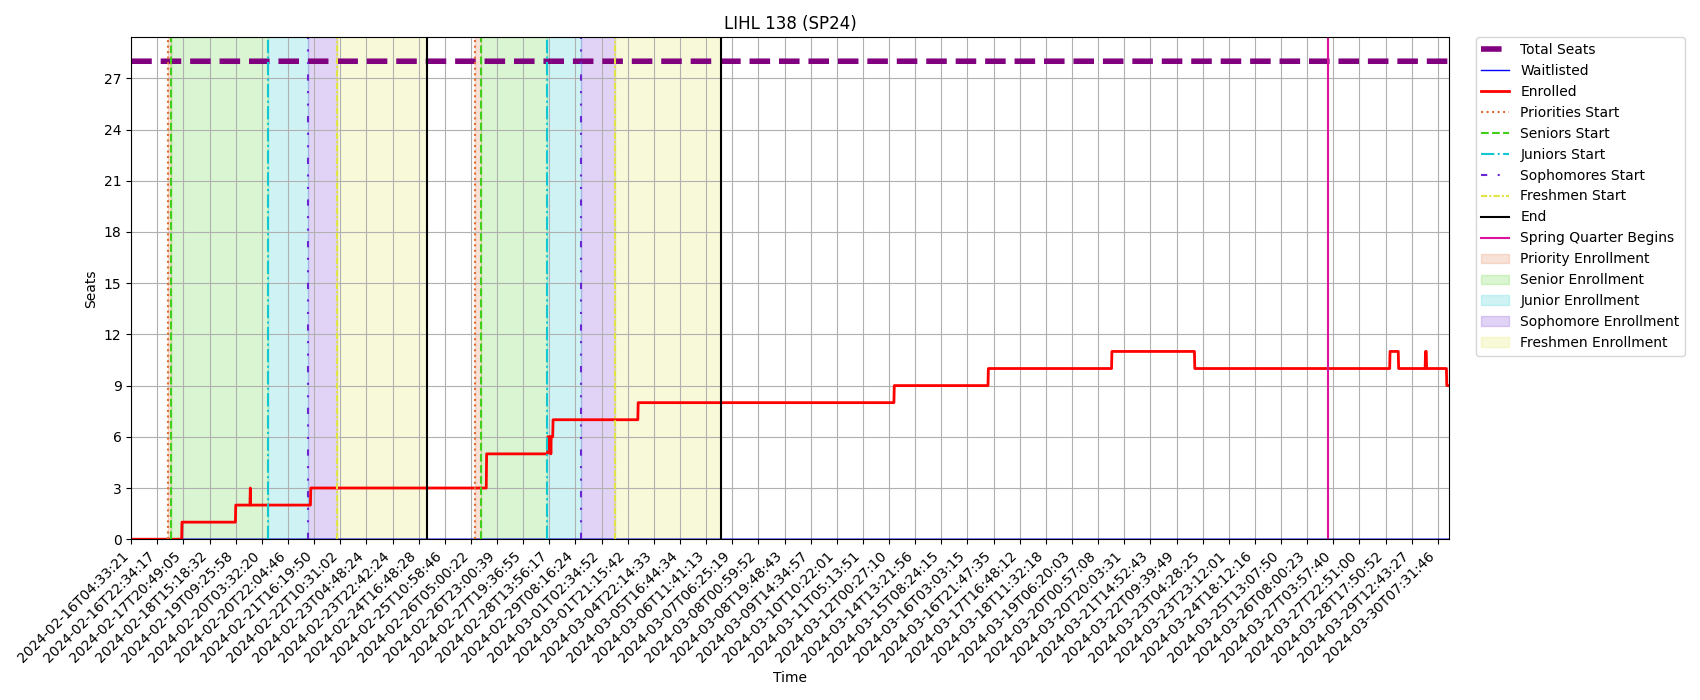 LIHL 138 (SP24)
Total Seats
Waitlisted
Enrolled
Priorities Start
Seniors Start
Juniors Start
Sophomores Start
Freshmen Start
End
Spring Quarter Begins
Priority Enrollment
Senior Enrollment
Junior Enrollment
Sophomore Enrollment
Freshmen Enrollment
Seats
27
24
21
18
15
12
9
6
3
0
2024-02-16T04:33:21
2024-02-16T22:34:17
2024-02-17T20:49:05
2024-02-18T15:18:32
2024-02-19T09:25:58
2024-02-20T03:32:20
2024-02-20T22:04:46
2024-02-21T16:19:50
2024-02-22T10:31:02
2024-02-23T04:48:24
2024-02-23T22:42:24
2024-02-24T16:48:28
2024-02-25T10:58:46
2024-02-26T05:00:22
2024-02-26T23:00:39
2024-02-27T19:36:55
2024-02-28T13:56:17
2024-02-29T08:16:24
2024-03-01T02:34:52
2024-03-01T21:15:42
2024-03-04T22:14:33
2024-03-05T16:44:34
2024-03-06T11:41:13
2024-03-07T06:25:19
2024-03-08T00:59:52
2024-03-08T19:48:43
2024-03-09T14:34:57
2024-03-10T10:22:01
2024-03-11T05:13:51
2024-03-12T00:27:10
2024-03-14T13:21:56
2024-03-15T08:24:15
2024-03-16T03:03:15
2024-03-16T21:47:35
2024-03-17T16:48:12
2024-03-18T11:32:18
2024-03-19T06:20:03
2024-03-20T00:57:08
2024-03-20T20:03:31
2024-03-21T14:52:43
2024-03-22T09:39:49
2024-03-23T04:28:25
2024-03-23T23:12:01
2024-03-24T18:12:16
2024-03-25T13:07:50
2024-03-26T08:00:23
2024-03-27T03:57:40
2024-03-27T22:51:00
2024-03-28T17:50:52
2024-03-29T12:43:27
2024-03-30T07:31:46
Time